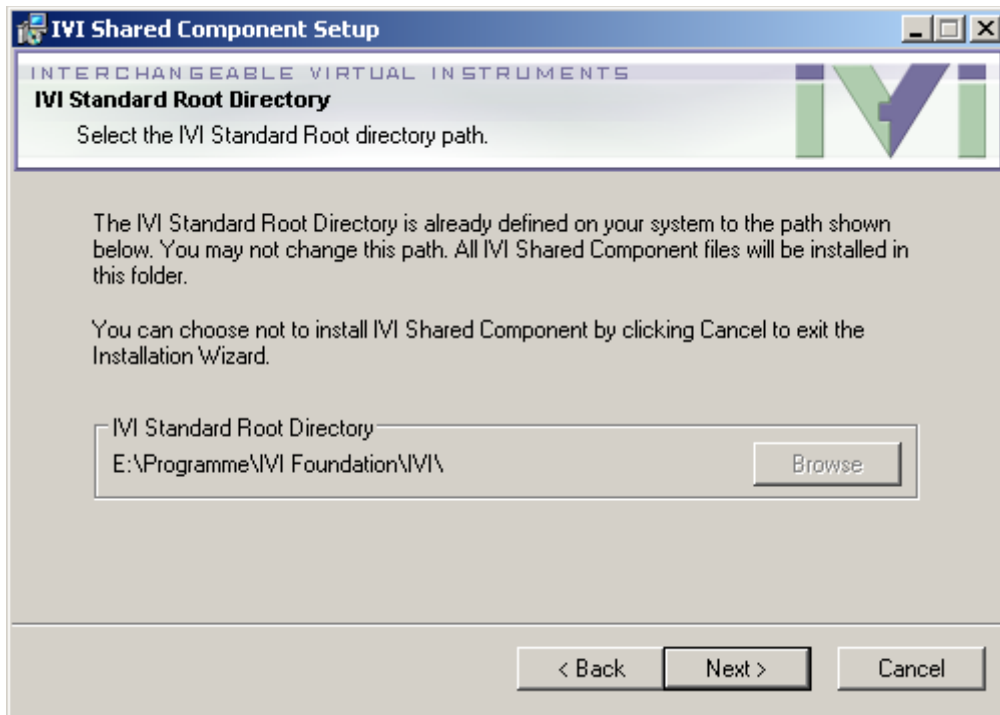 IVI Shared Component Setup
INTERCHANGEABLE VIRTUAL INSTRUMENTS
IVI Standard Root Directory
Select the IVI Standard Root directory path.
IVI
The IVI Standard Root Directory is already defined on your system to the path shown
below. You may not change this path. All IVI Shared Component files will be installed in
this folder.
You can choose not to install IVI Shared Component by clicking Cancel to exit the
Installation Wizard.
IVI Standard Root Directory
E:\Programme\IVI Foundation\IVI\
Browse
< Back
Next >
Cancel